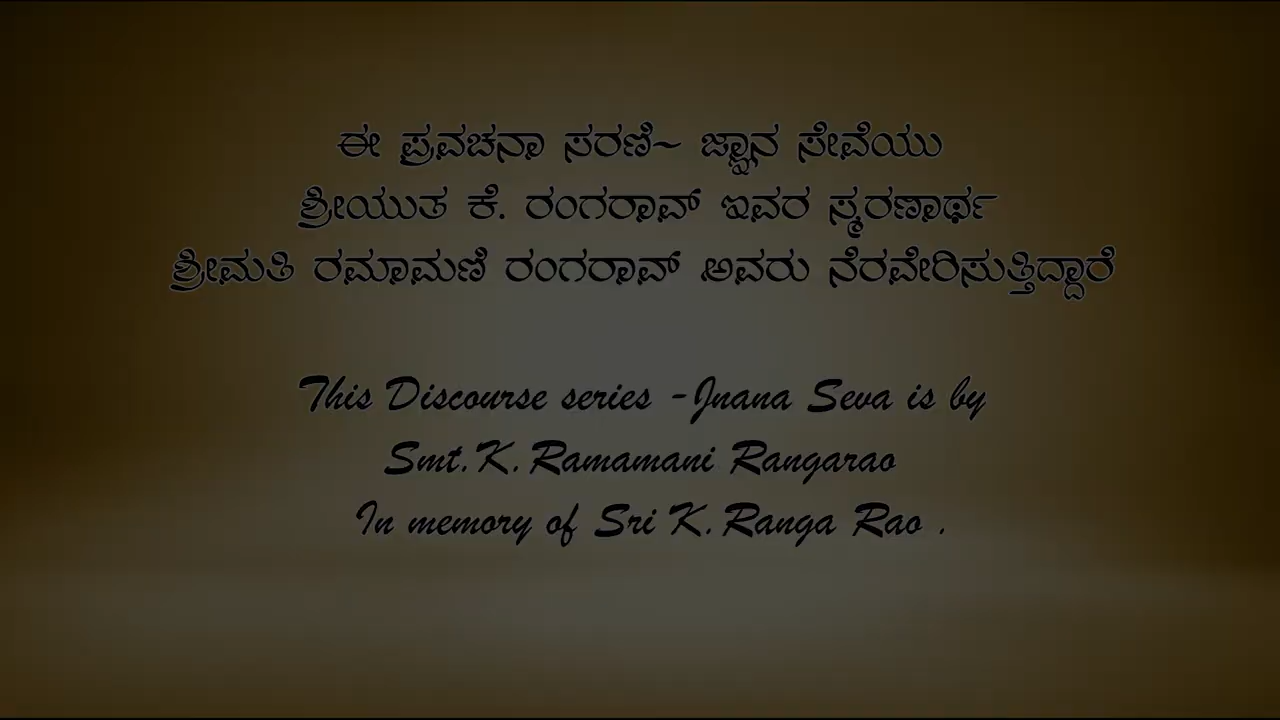 ಈ ಪ್ರವಚನಾ ಸರಣಿ~ ಜ್ಞಾನ ಸೇವೆಯು
ಶ್ರೀಯುತ ಕೆ. ರಂಗರಾವ್ ಇವರ ಸ್ಮರಣಾರ್ಥ
ಶ್ರೀಮತಿ ರಮಾಮಣಿ ರಂಗರಾವ್ ಅವರು ನೆರವೇರಿಸುತ್ತಿದ್ದಾರೆ
This Discourse series -Jnana Seva is by
Smt.K.Ramamani Rangarao
In memory of Sri K.Ranga Rao .